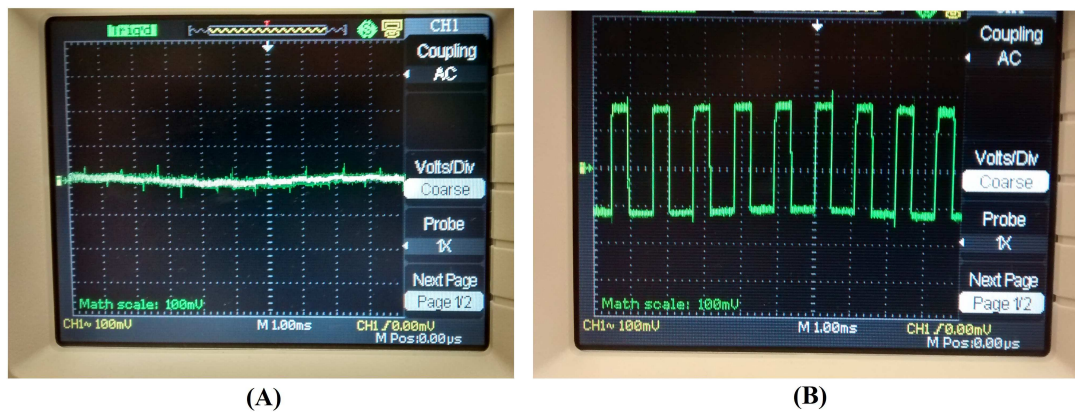 Trig'd
CH1
Coupling
AC
Volts/Div
Coarse
Probe
1X
Next Page
Page 1/2
Math scale: 100mV
CH1~ 100mV
M 1.00ms
CH1 ∕ 0.00mV
M Pos:0.00μs
(A)
Coupling
AC
Volts/Div
Coarse
Probe
1X
Next Page
Page 1/2
Math scale: 100mV
CH1~ 100mV
M 1.00ms
CH1 ∕ 0.00mV
M Pos:0.00μs
(B)